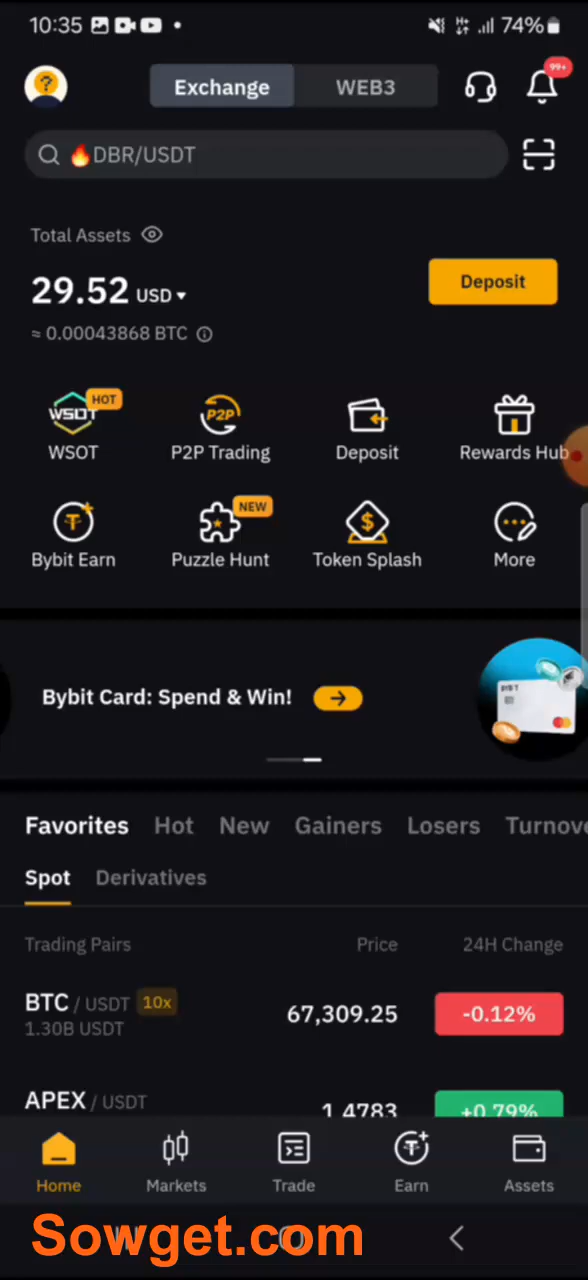 10:35
74%
Exchange
WEB3
99+
🔥DBR/USDT
Total Assets
29.52 USD
Deposit
≈ 0.00043868 BTC
HOT
WSOT
P2P
WSOT
P2P Trading
Deposit
Rewards Hub
NEW
Bybit Earn
Puzzle Hunt
Token Splash
More
Bybit Card: Spend & Win!
BYBIT
Favorites Hot New Gainers Losers Turnove
Spot Derivatives
Trading Pairs Price 24H Change
BTC / USDT 10x 67,309.25 -0.12%
1.30B USDT
APEX / USDT 1.4783 +0.79%
Home Markets Trade Earn Assets
Sowget.com